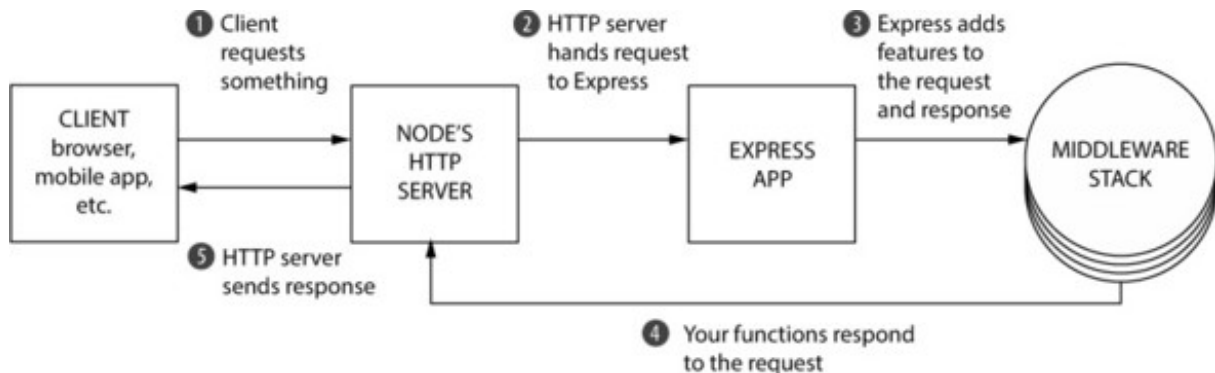 1 Client
requests
something
2 HTTP server
hands request
to Express
3 Express adds
features to
the request
and response
CLIENT
browser,
mobile app,
etc.
NODE'S
HTTP
SERVER
EXPRESS
APP
MIDDLEWARE
STACK
5 HTTP server
sends response
4 Your functions respond
to the request